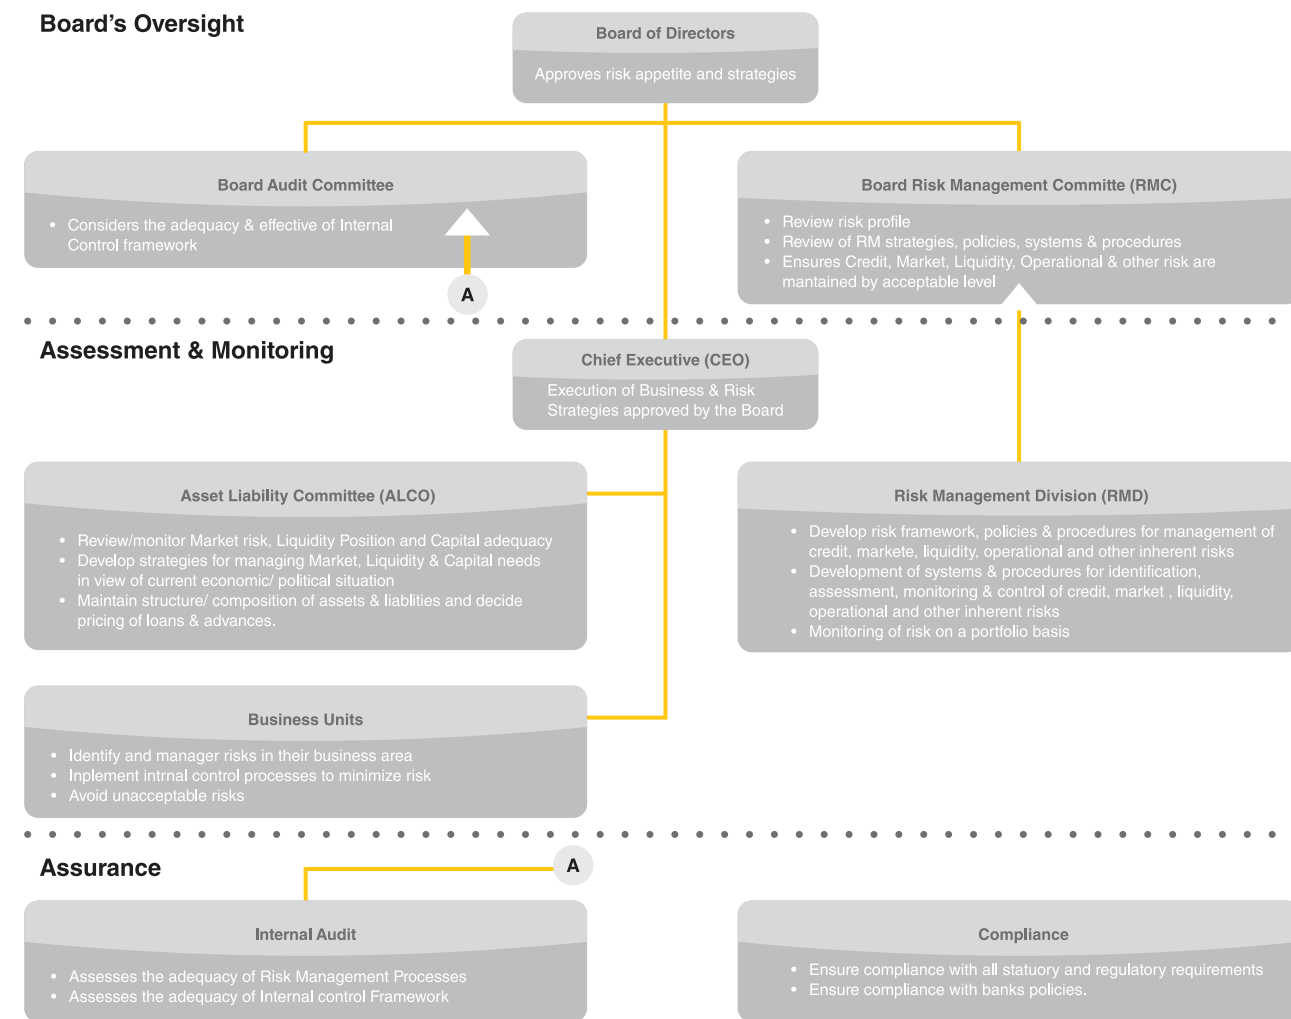 Board's Oversight
Board of Directors
Approves risk appetite and strategies
Board Audit Committee
• Considers the adequacy & effective of Internal
Control framework
A
Board Risk Management Committe (RMC)
• Review risk profile
• Review of RM strategies, policies, systems & procedures
• Ensures Credit, Market, Liquidity, Operational & other risk are
mantained by acceptable level
Assessment & Monitoring
Chief Executive (CEO)
Execution of Business & Risk
Strategies approved by the Board
Asset Liability Committee (ALCO)
• Review/monitor Market risk, Liquidity Position and Capital adequacy
• Develop strategies for managing Market, Liquidity & Capital needs
in view of current economic/ political situation
• Maintain structure/ composition of assets & liablities and decide
pricing of loans & advances.
Risk Management Division (RMD)
• Develop risk framework, policies & procedures for management of
credit, markete, liquidity, operational and other inherent risks
• Development of systems & procedures for identification,
assessment, monitoring & control of credit, market , liquidity,
operational and other inherent risks
• Monitoring of risk on a portfolio basis
Business Units
• Identify and manager risks in their business area
• Inplement intrnal control processes to minimize risk
• Avoid unacceptable risks
Assurance
A
Internal Audit
• Assesses the adequacy of Risk Management Processes
• Assesses the adequacy of Internal control Framework
Compliance
• Ensure compliance with all statuory and regulatory requirements
• Ensure compliance with banks policies.